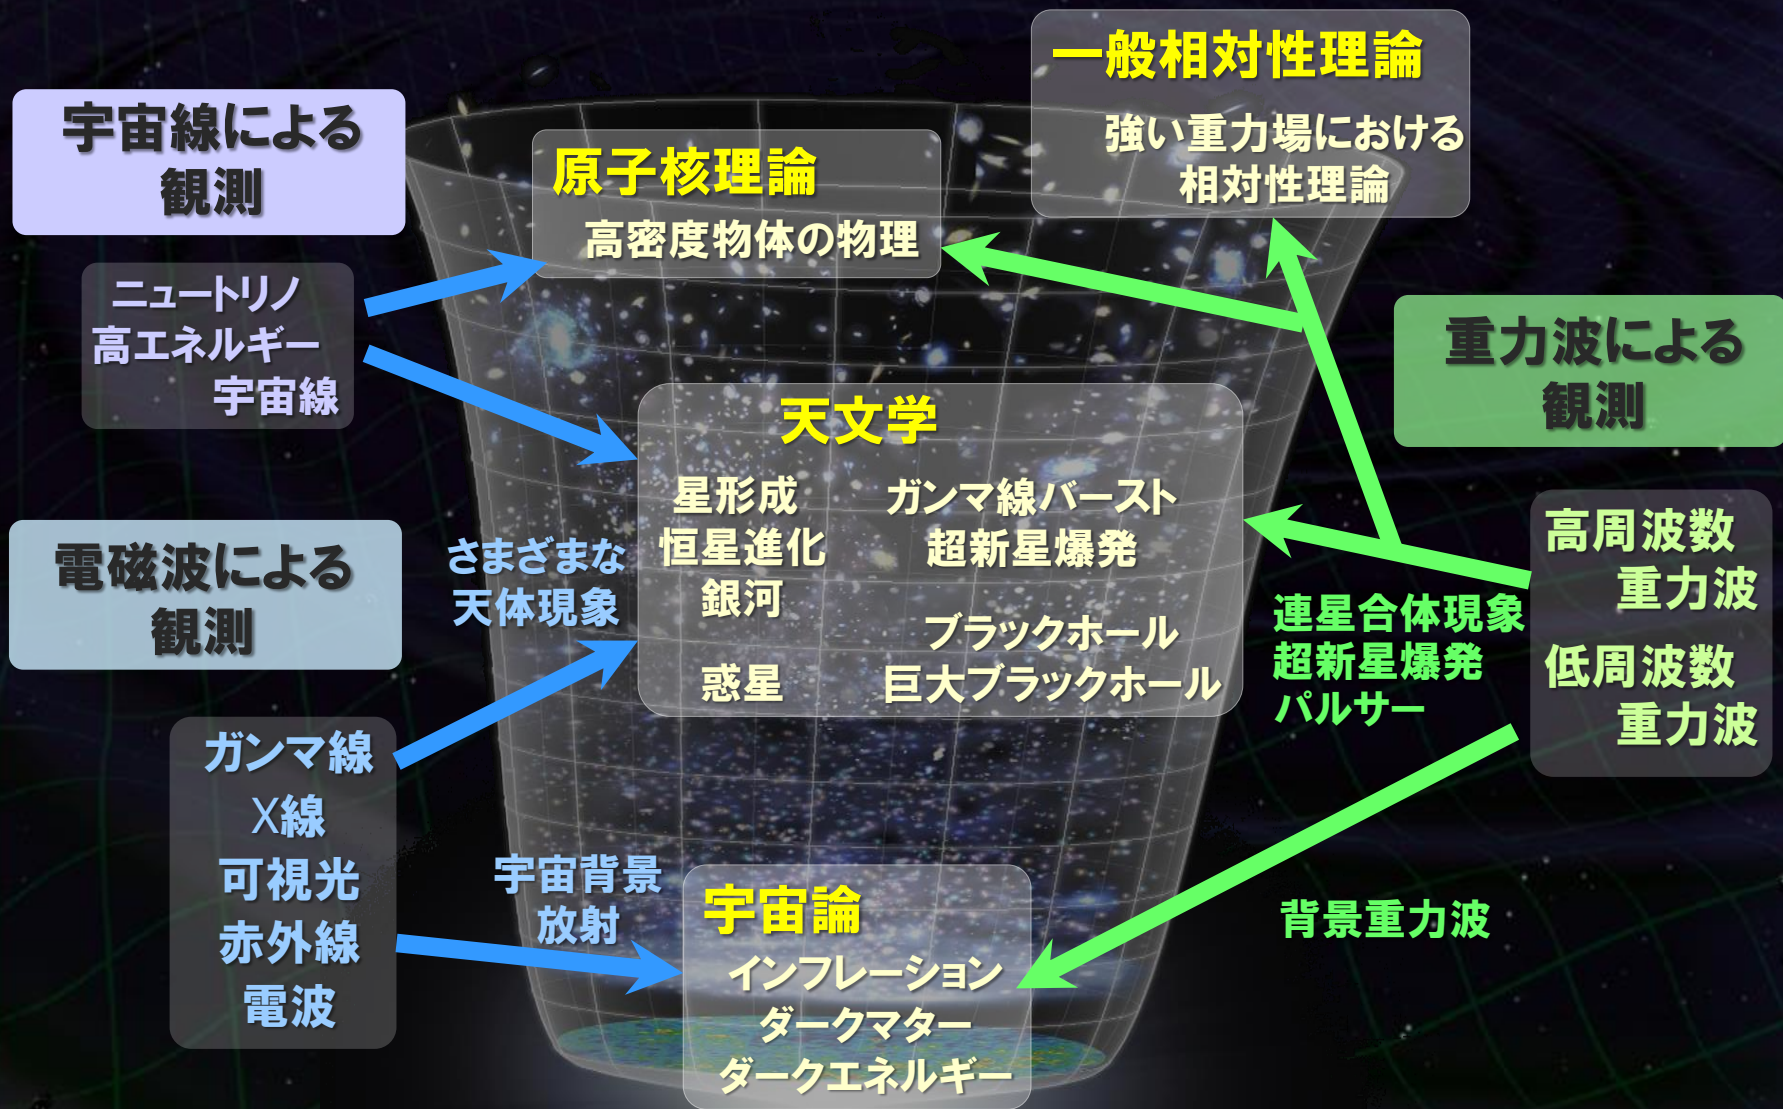 一般相対性理論
強い重力場における
相対性理論
宇宙線による
観測
原子核理論
高密度物体の物理
ニュートリノ
高エネルギー
宇宙線
重力波による
観測
天文学
星形成
恒星進化
銀河
惑星
ガンマ線バースト
超新星爆発
ブラックホール
巨大ブラックホール
電磁波による
観測
さまざまな
天体現象
高周波数
重力波
低周波数
重力波
連星合体現象
超新星爆発
パルサー
ガンマ線
X線
可視光
赤外線
電波
宇宙背景
放射
宇宙論
インフレーション
ダークマター
ダークエネルギー
背景重力波